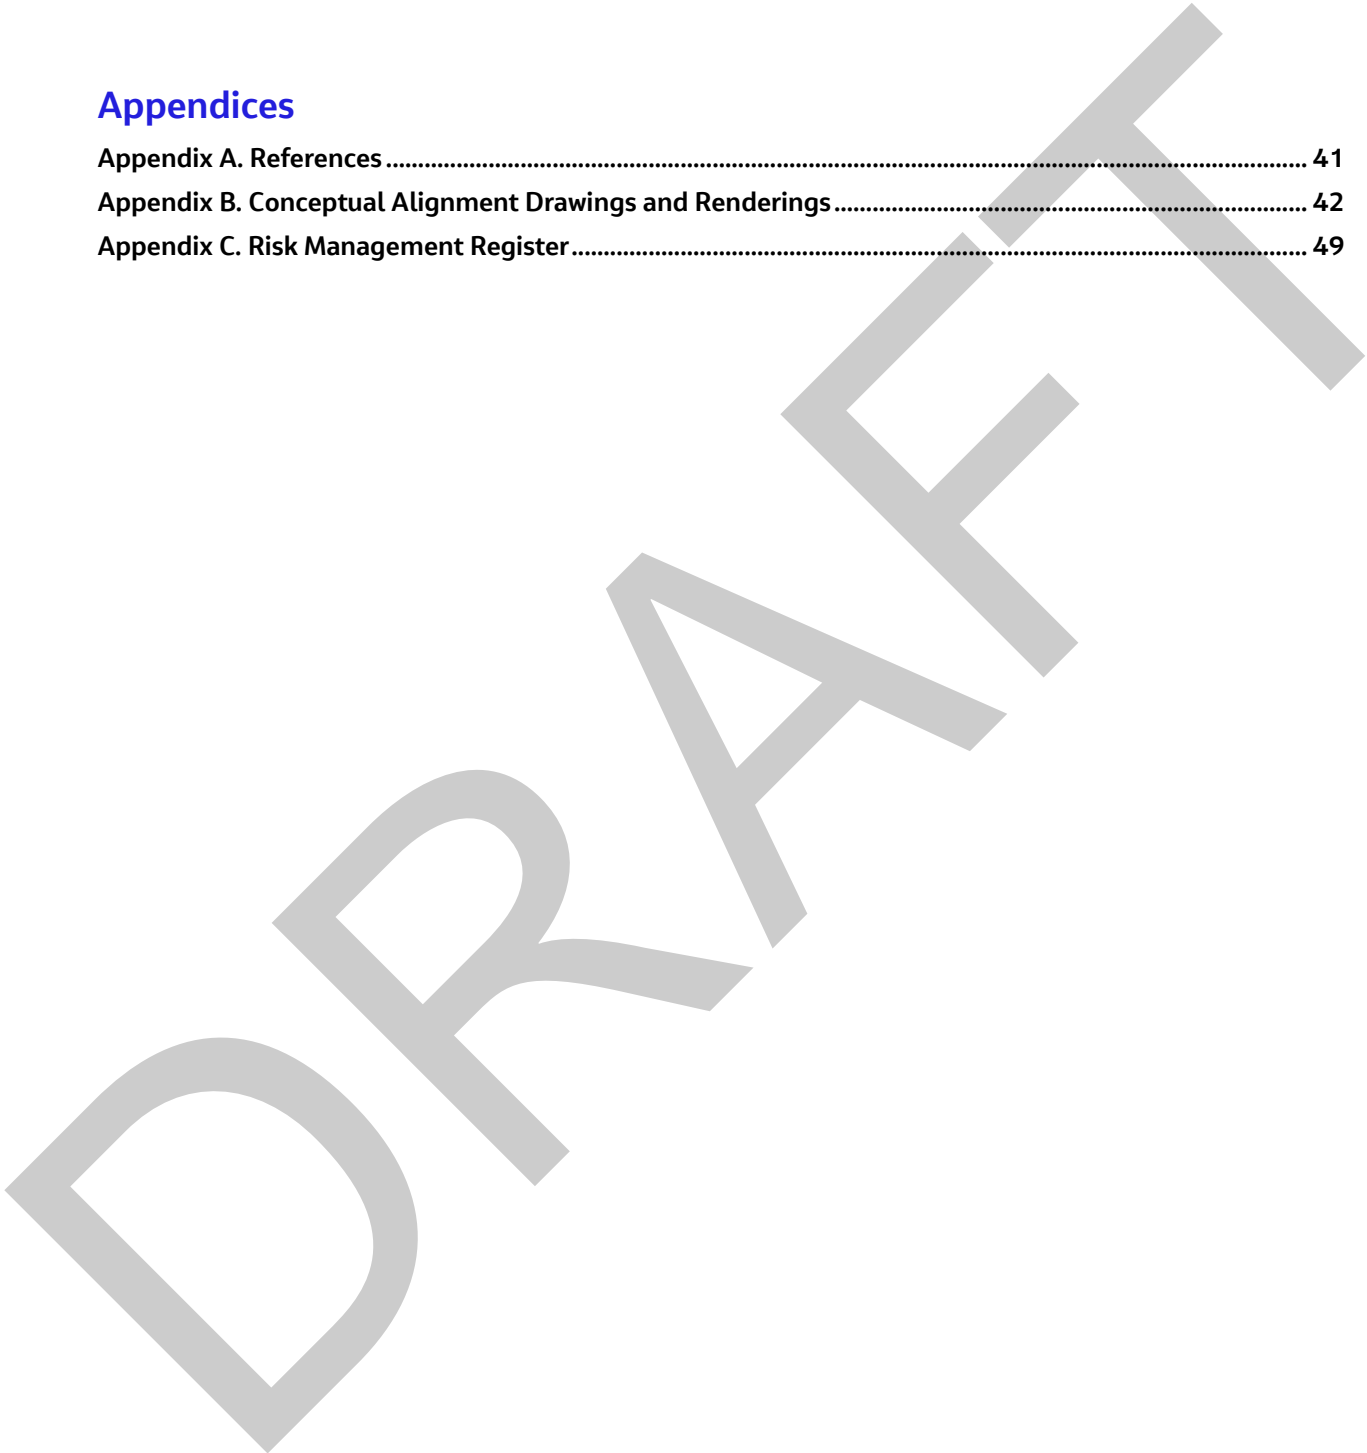 Appendices
Appendix A. References ........................................................................................................................................... 41
Appendix B. Conceptual Alignment Drawings and Renderings ......................................................................... 42
Appendix C. Risk Management Register ................................................................................................................. 49
DRAFT